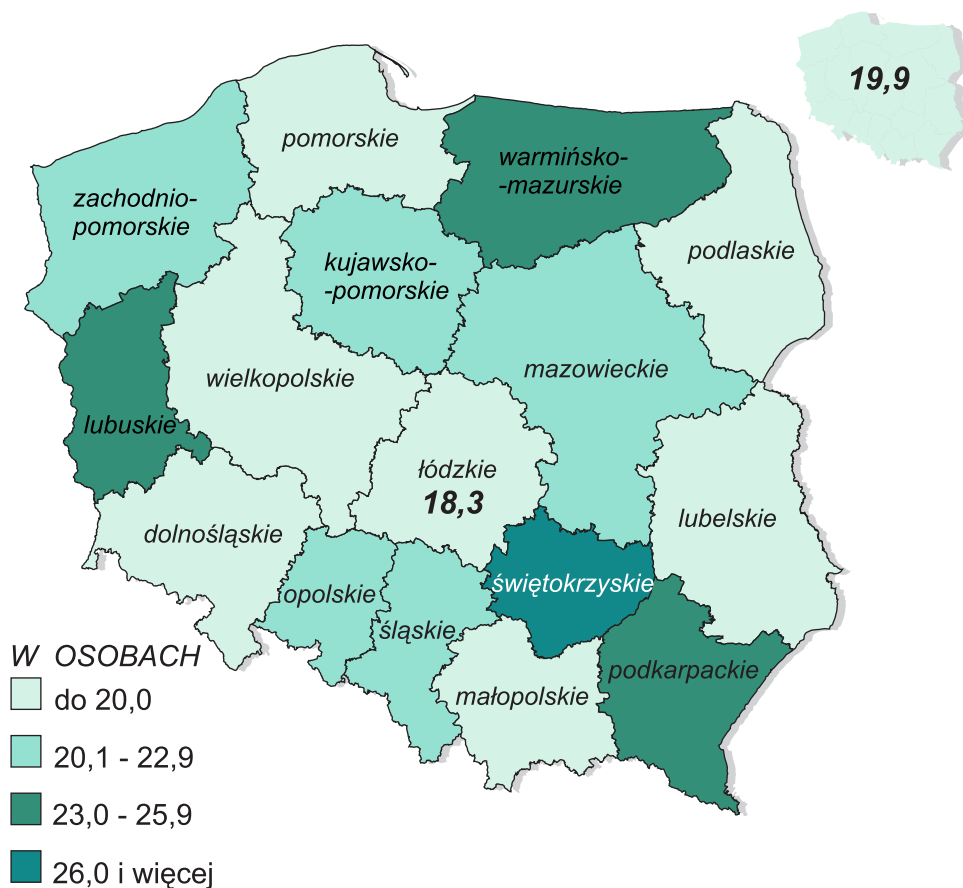 19,9
pomorskie
warmińsko-
-mazurskie
zachodnio-
pomorskie
podlaskie
kujawsko-
-pomorskie
mazowieckie
wielkopolskie
lubuskie
łódzkie
18,3
lubelskie
dolnośląskie
świętokrzyskie
opolskie
śląskie
podkarpackie
małopolskie
W OSOBACH
do 20,0
20,1 - 22,9
23,0 - 25,9
26,0 i więcej